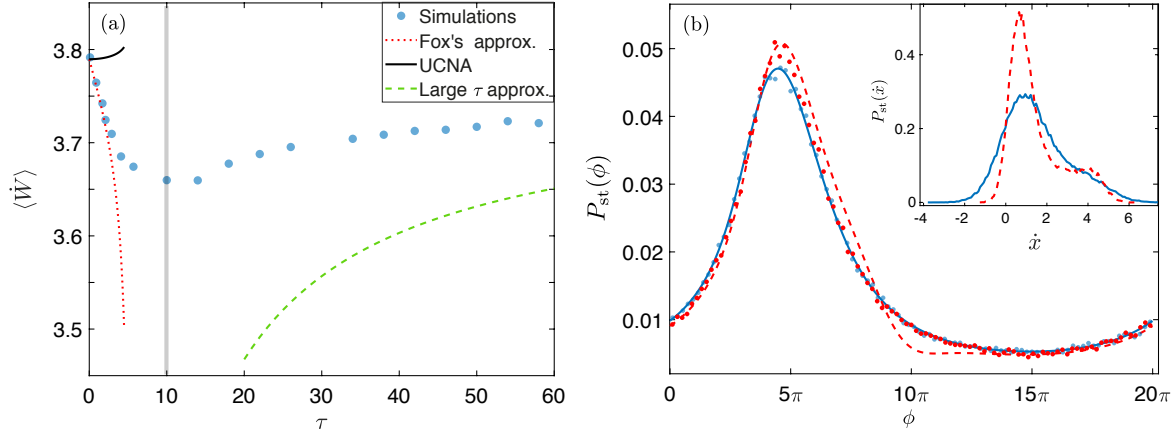 (a)
Simulations
Fox's approx.
UCNA
Large τ approx.
3.8
3.7
3.6
3.5
⟨Ẇ⟩
0 10 20 30 40 50 60
τ
(b)
0.05
0.04
0.03
0.02
0.01
P_st(ϕ)
0 5π 10π 15π 20π
ϕ
0.4
0.2
0
P_st(ẋ)
-4 -2 0 2 4 6
ẋ